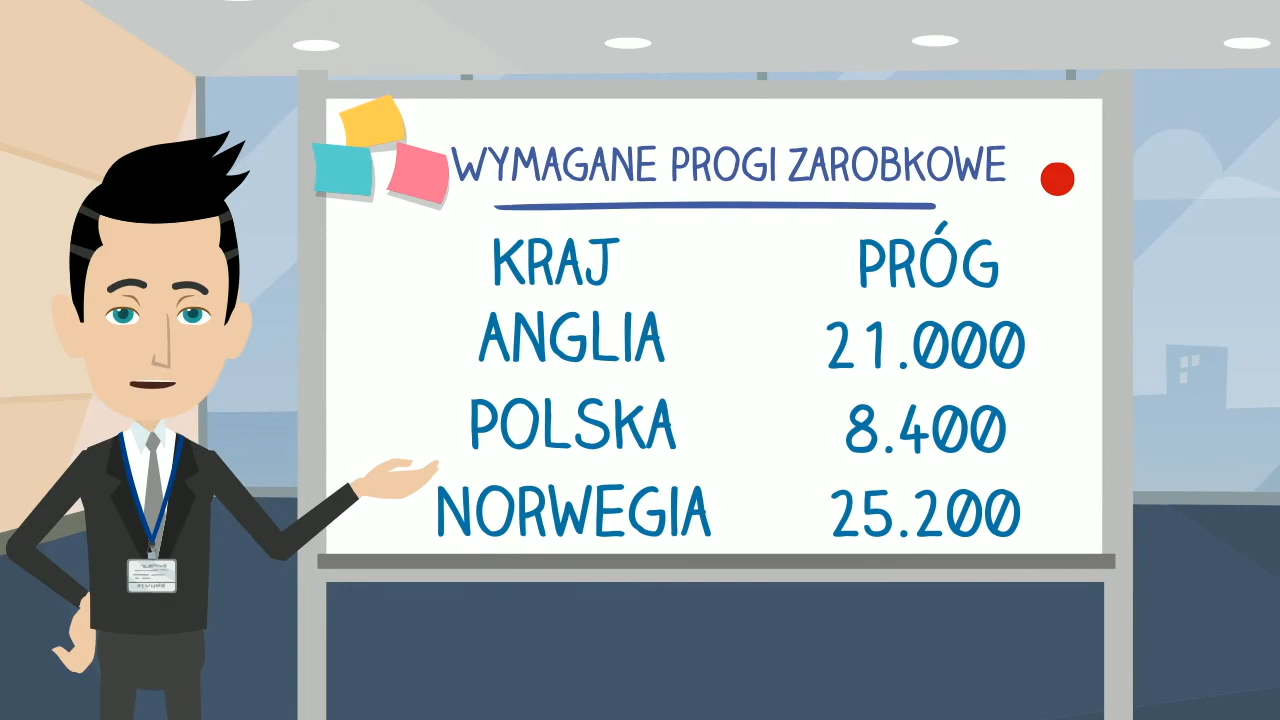 WYMAGANE PROGI ZAROBKOWE
KRAJ PRÓG
ANGLIA 21.000
POLSKA 8.400
NORWEGIA 25.200